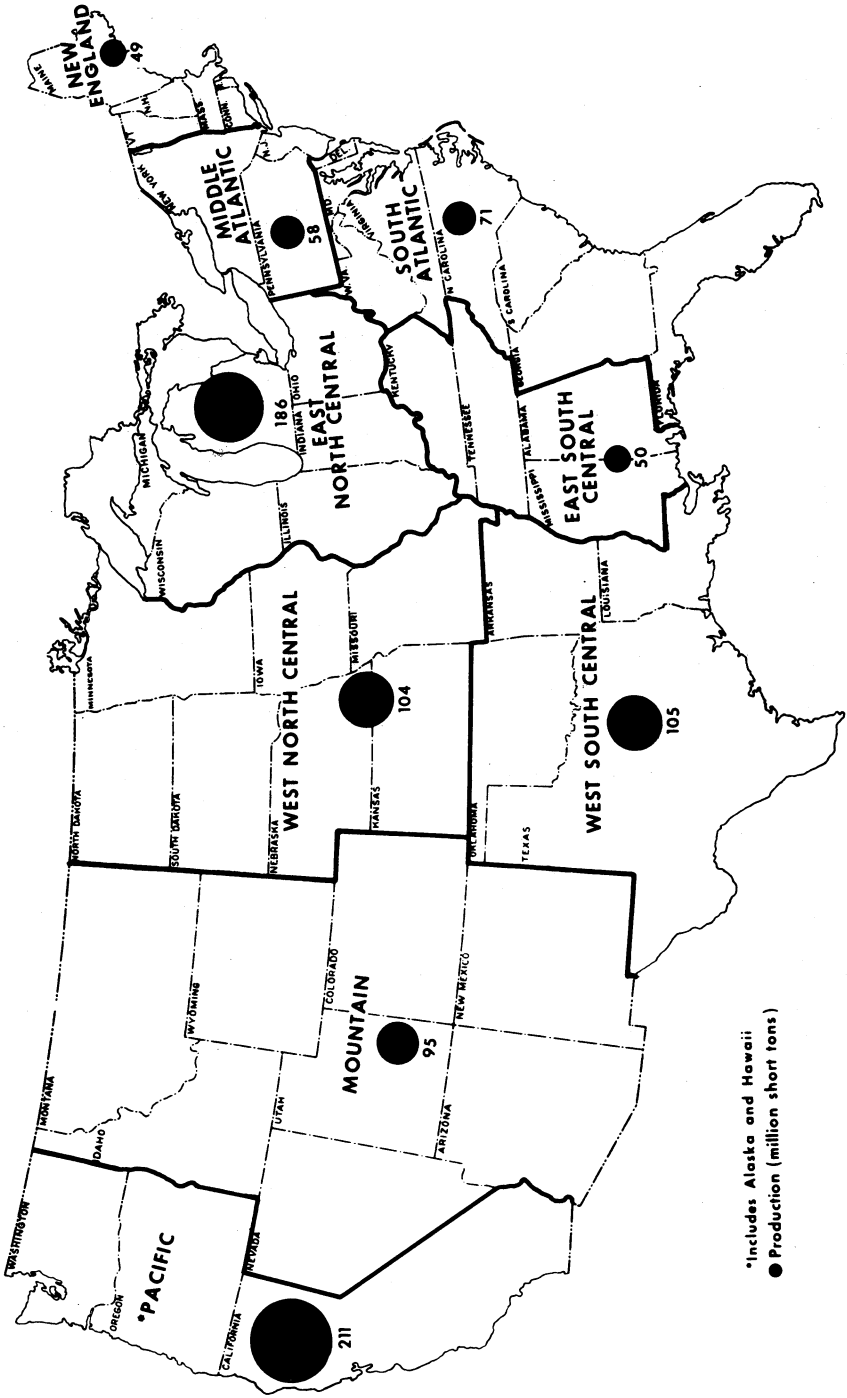 WASHINGTON
OREGON
*PACIFIC
CALIFORNIA
211
NEVADA
MONTANA
IDAHO
WYOMING
UTAH
COLORADO
MOUNTAIN
95
ARIZONA
NEW MEXICO
NORTH DAKOTA
SOUTH DAKOTA
NEBRASKA
KANSAS
MINNESOTA
IOWA
MISSOURI
WEST NORTH CENTRAL
104
OKLAHOMA
TEXAS
ARKANSAS
LOUISIANA
WEST SOUTH CENTRAL
105
WISCONSIN
MICHIGAN
ILLINOIS
INDIANA
OHIO
EAST
NORTH CENTRAL
186
KENTUCKY
TENNESSEE
MISSISSIPPI
ALABAMA
EAST SOUTH
CENTRAL
50
NEW YORK
PENNSYLVANIA
N.J.
MIDDLE
ATLANTIC
58
W.VA.
VIRGINIA
MD.
DEL.
N CAROLINA
S CAROLINA
GEORGIA
FLORIDA
SOUTH
ATLANTIC
71
MAINE
NEW
ENGLAND
49
VT.
N.H.
MASS.
CONN.
*Includes Alaska and Hawaii
Production (million short tons)